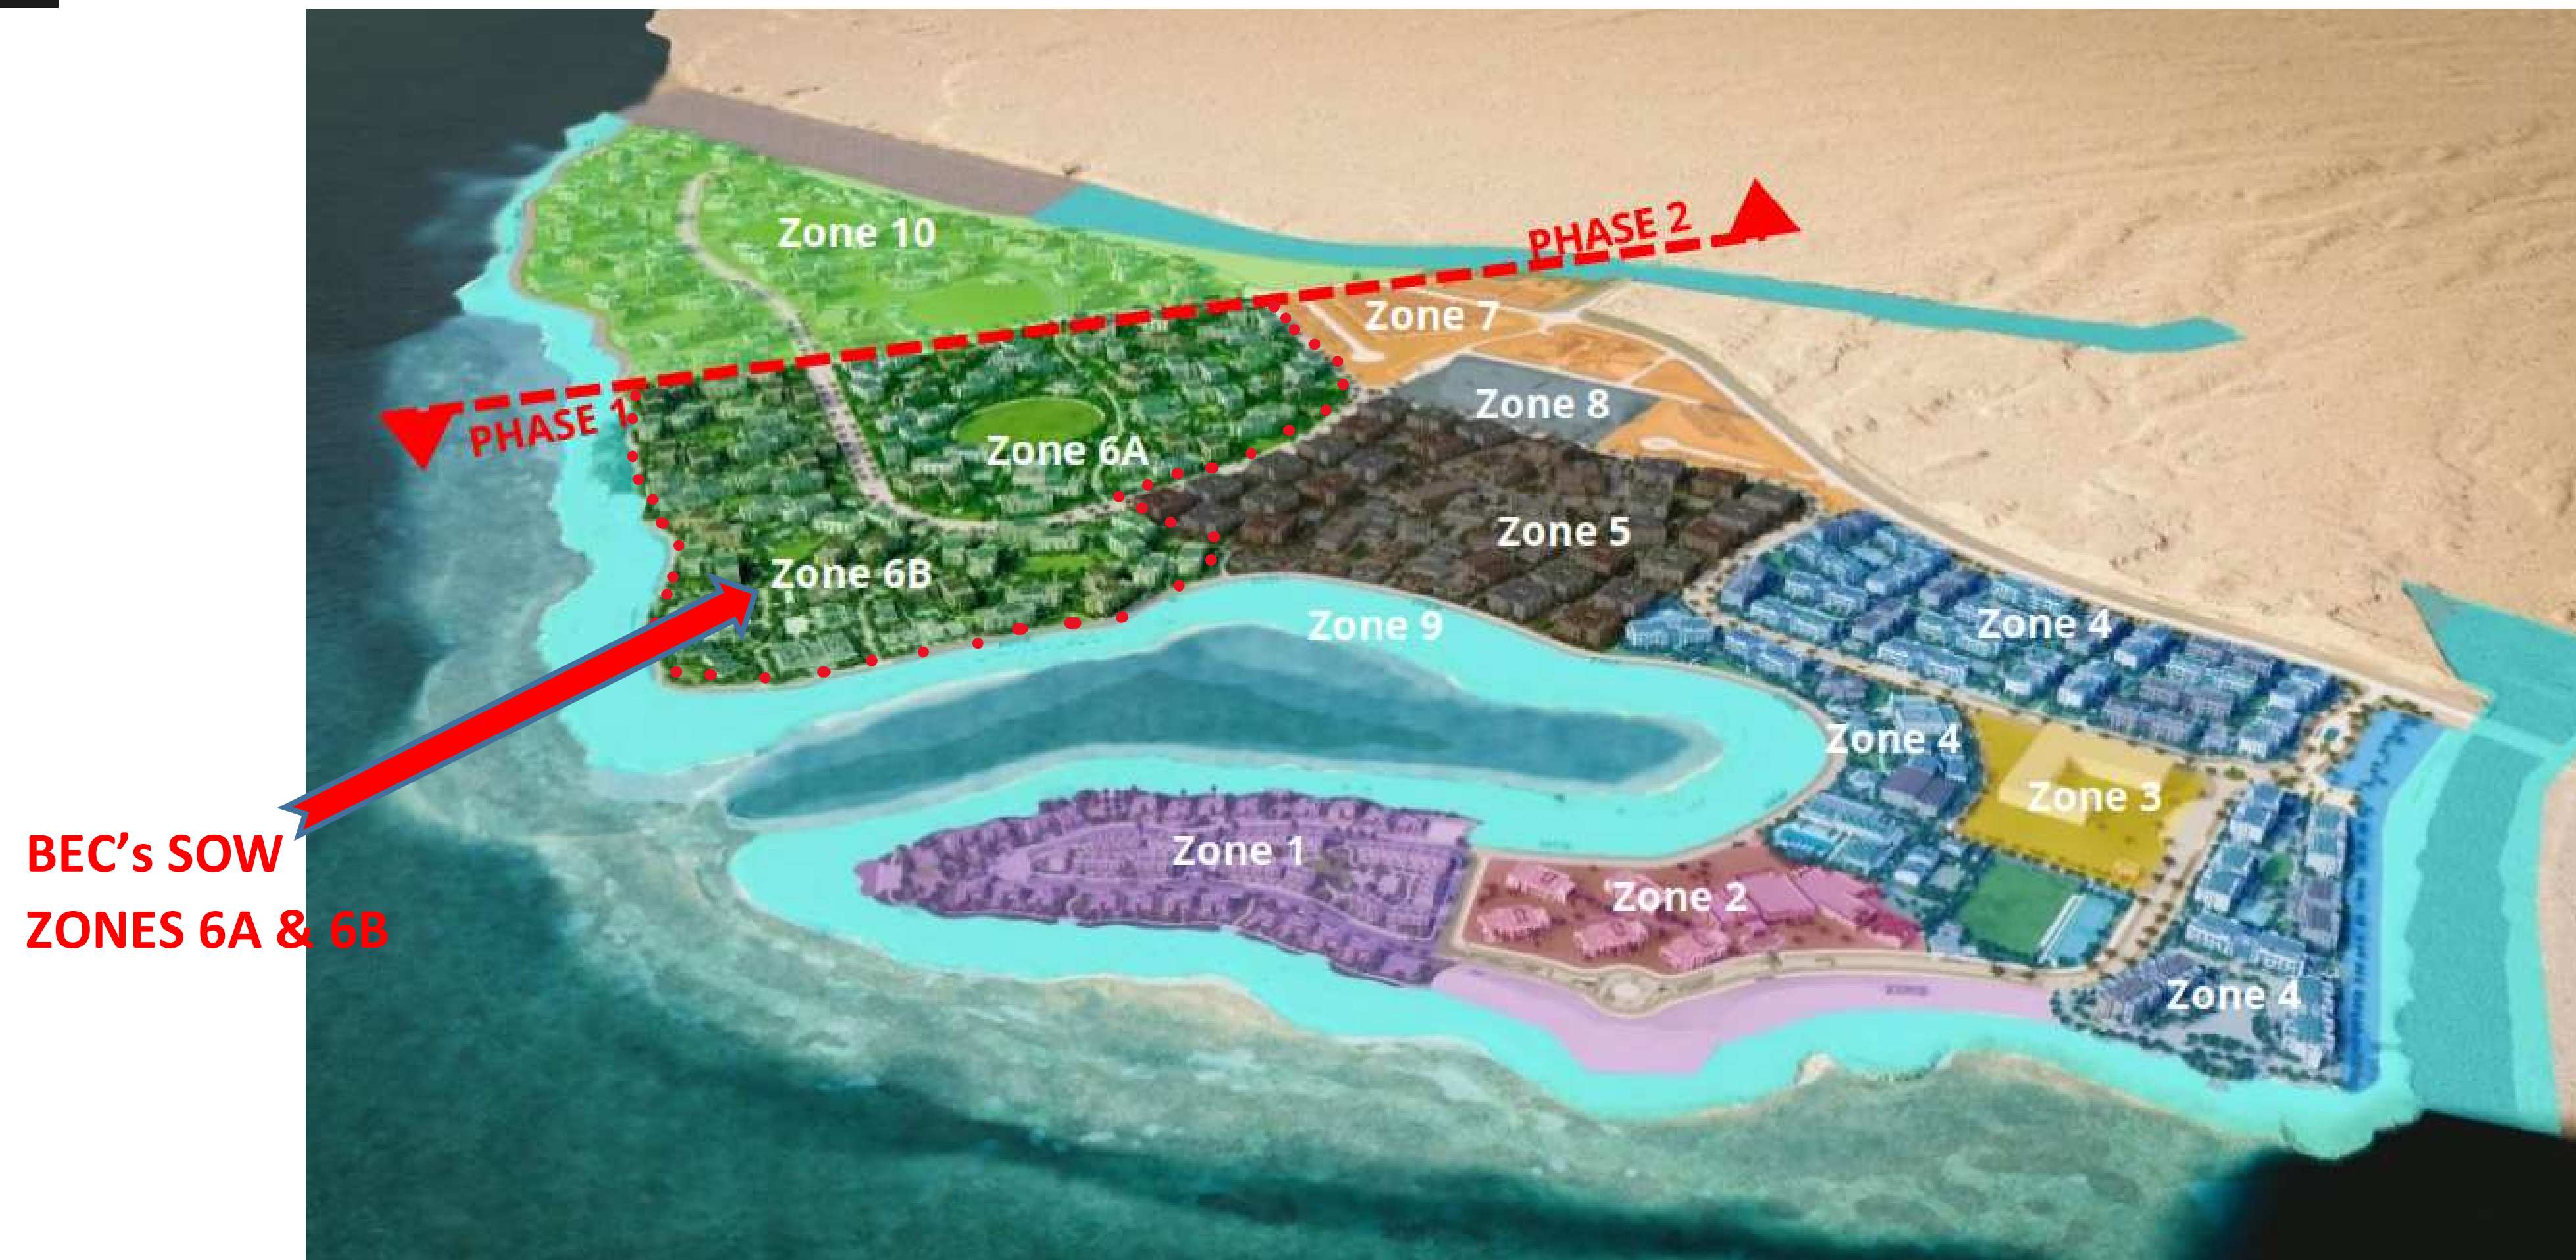 Zone 10
PHASE 2
Zone 7
PHASE 1
Zone 8
Zone 6A
Zone 5
Zone 6B
Zone 9
Zone 4
Zone 4
Zone 3
Zone 1
Zone 2
Zone 4
BEC’s SOW
ZONES 6A & 6B